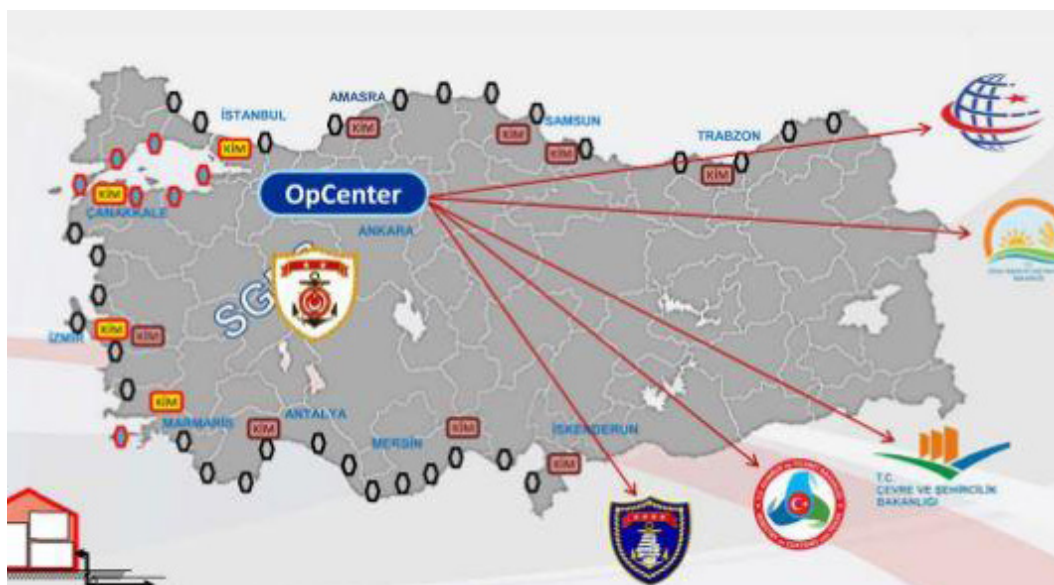 AMASRA
İSTANBUL
KİM
SAMSUN
KİM
KİM
TRABZON
KİM
KİM
OpCenter
KİM
ÇANAKKALE
ANKARA
İZMİR
KİM
KİM
KİM
MARMARİS
ANTALYA
KİM
MERSİN
KİM
İSKENDERUN
KİM
T.C.
ÇEVRE VE ŞEHİRCİLİK
BAKANLIĞI